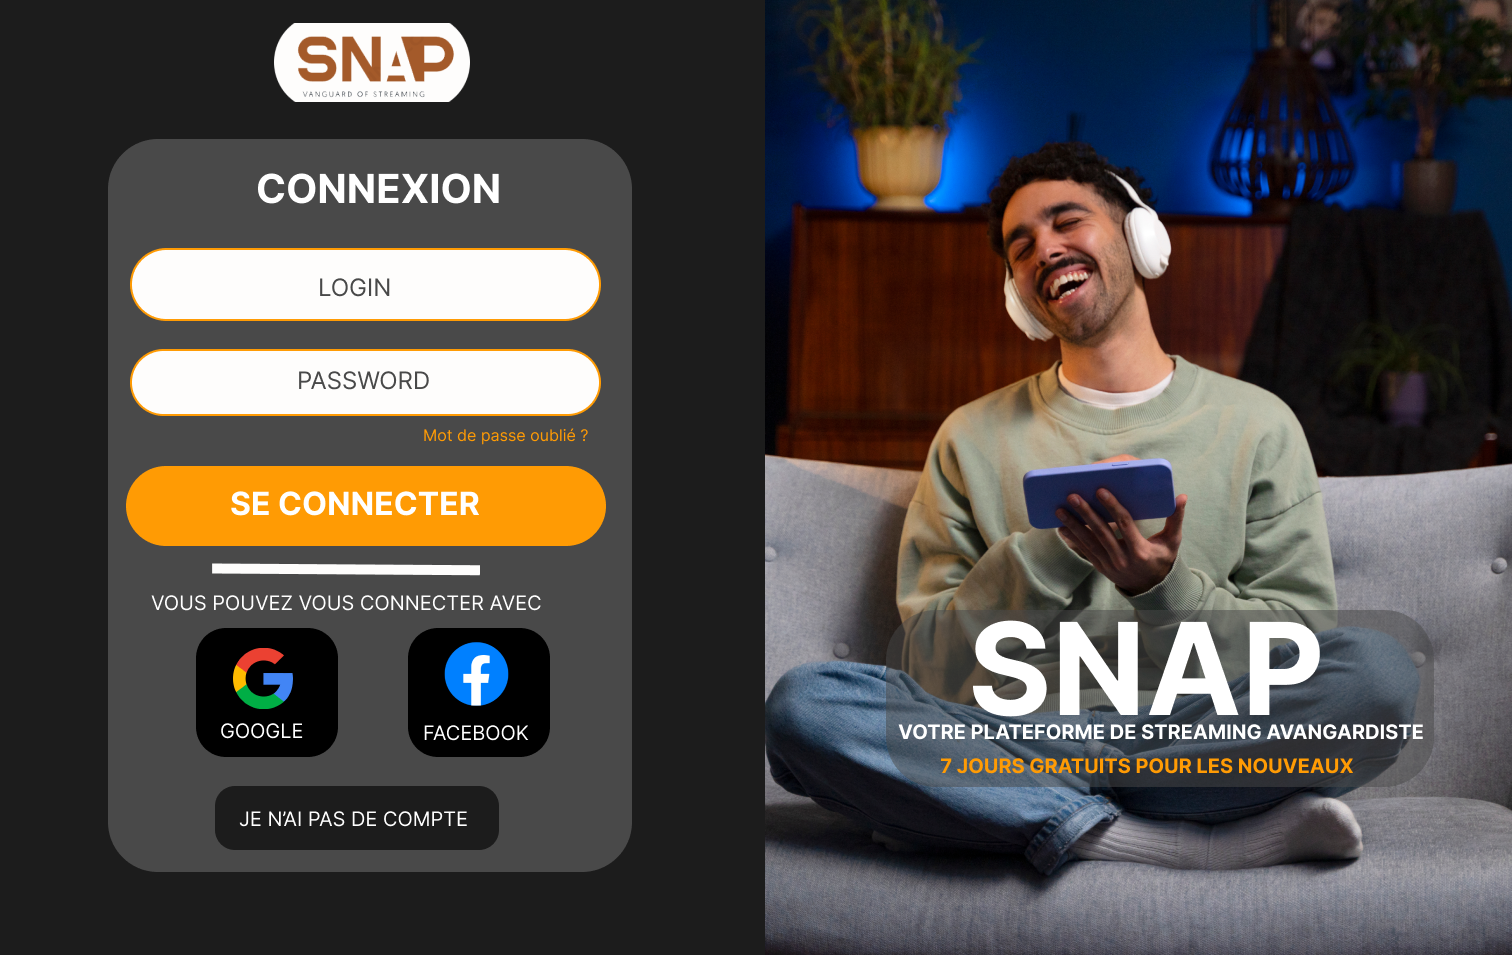 SNAP
VANGUARD OF STREAMING
CONNEXION
LOGIN
PASSWORD
Mot de passe oublié ?
SE CONNECTER
VOUS POUVEZ VOUS CONNECTER AVEC
GOOGLE
FACEBOOK
JE N’AI PAS DE COMPTE
SNAP
VOTRE PLATEFORME DE STREAMING AVANGARDISTE
7 JOURS GRATUITS POUR LES NOUVEAUX